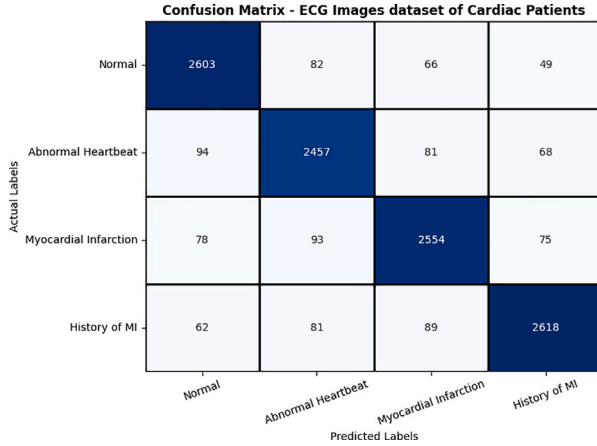 Confusion Matrix - ECG Images dataset of Cardiac Patients
Normal 2603 82 66 49
Abnormal Heartbeat 94 2457 81 68
Myocardial Infarction 78 93 2554 75
History of MI 62 81 89 2618
Actual Labels
Normal Abnormal Heartbeat Myocardial Infarction History of MI
Predicted Labels